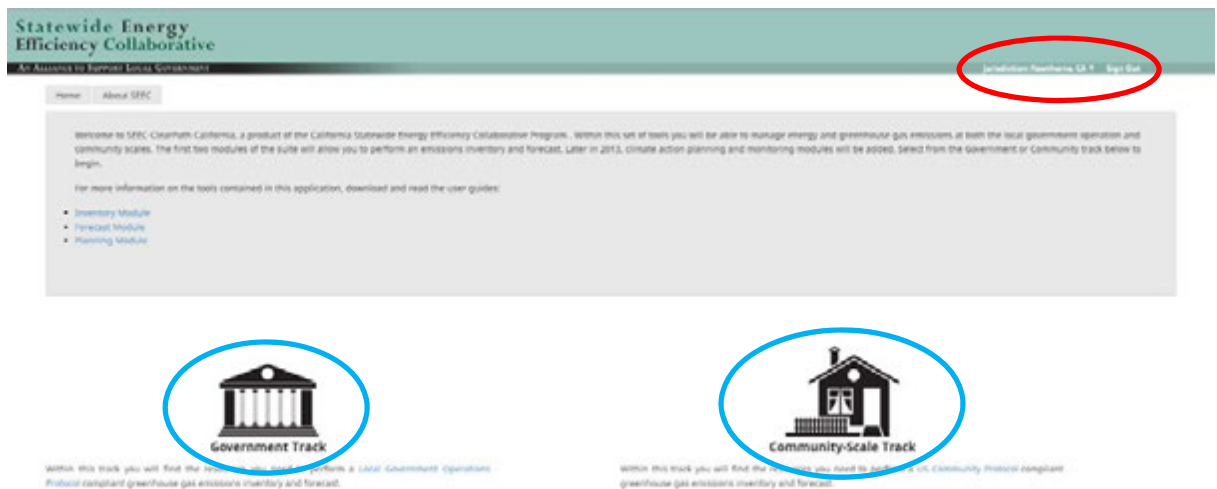 Statewide Energy
Efficiency Collaborative
An Alliance to Support Local Government
Jurisdiction Hawthorne CA Sign Out
Home About SEEC
Welcome to SEEC ClearPath California, a product of the California Statewide Energy Efficiency Collaborative Program. . Within this set of tools you will be able to manage energy and greenhouse gas emissions at both the local government operation and
community scales. The first two modules of the suite will allow you to perform an emissions inventory and forecast. Later in 2013, climate action planning and monitoring modules will be added. Select from the Government or Community track below to
begin.
For more information on the tools contained in this application, download and read the user guides:
Inventory Module
Forecast Module
Planning Module
Government Track
Community-Scale Track
Within this track you will find the resources you need to perform a Local Government Operations
Protocol compliant greenhouse gas emissions inventory and forecast.
Within this track you will find the resources you need to perform a US Community Protocol compliant
greenhouse gas emissions inventory and forecast.